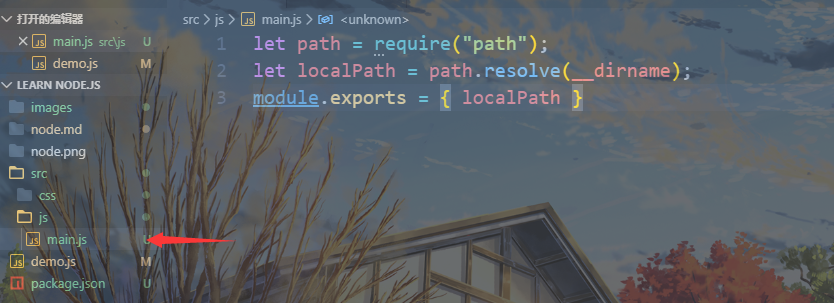 打开的编辑器
main.js src\js U
demo.js M
LEARN NODE.JS
images
node.md
node.png
src
css
js
JS main.js U
JS demo.js M
package.json U
src > js > JS main.js > <unknown>
1 let path = require("path");
2 let localPath = path.resolve(__dirname);
3 module.exports = { localPath }